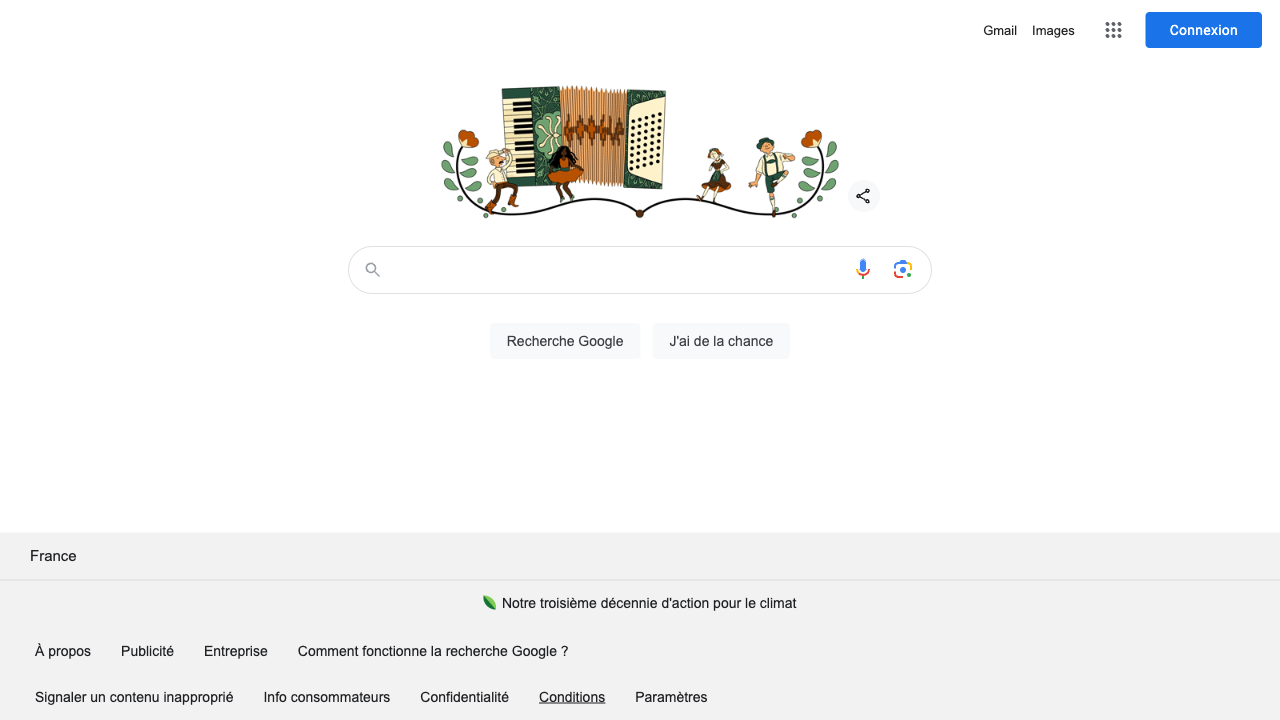 Gmail Images Connexion
Recherche Google J'ai de la chance
France
Notre troisième décennie d'action pour le climat
À propos Publicité Entreprise Comment fonctionne la recherche Google ?
Signaler un contenu inapproprié Info consommateurs Confidentialité Conditions Paramètres